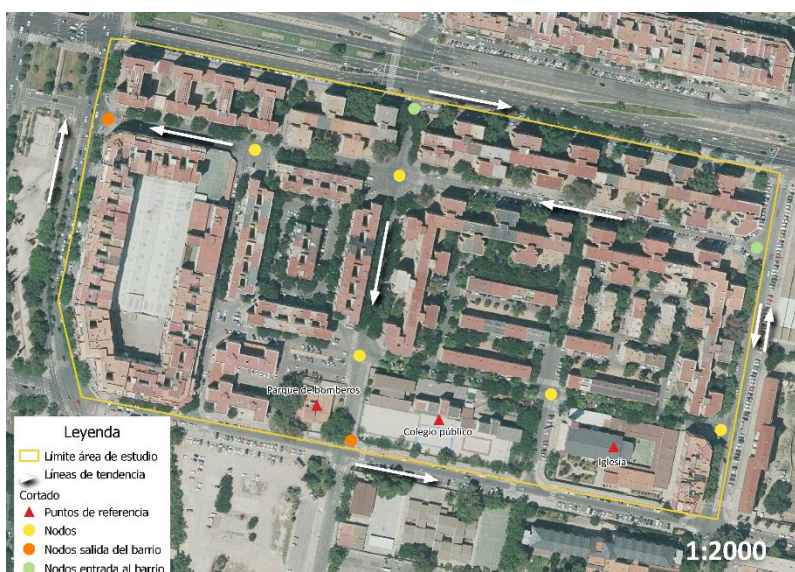 Parque de bomberos
Colegio público
Iglesia
Leyenda
Límite área de estudio
Líneas de tendencia
Cortado
Puntos de referencia
Nodos
Nodos salida del barrio
Nodos entrada al barrio
1:2000